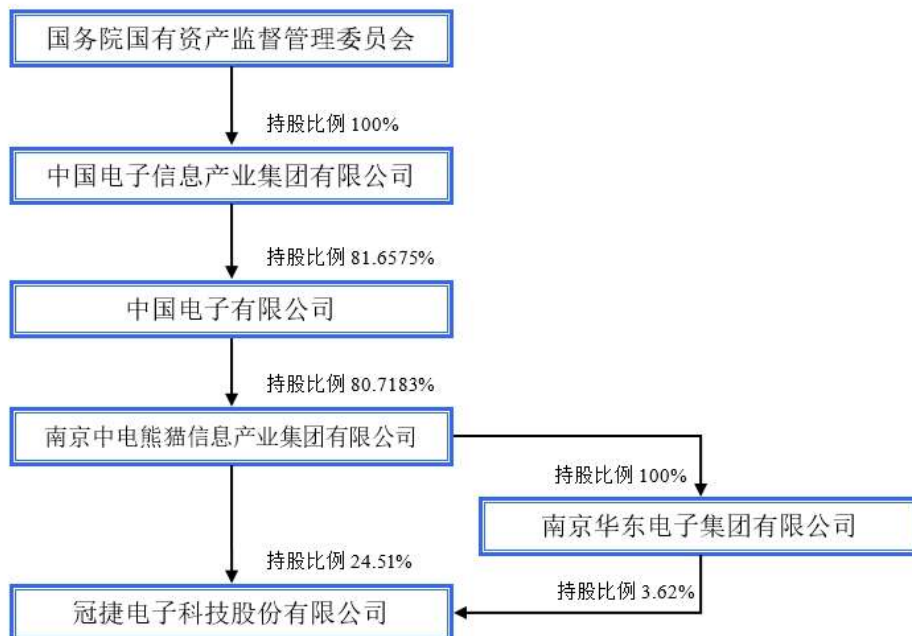 国务院国有资产监督管理委员会
持股比例 100%
中国电子信息产业集团有限公司
持股比例 81.6575%
中国电子有限公司
持股比例 80.7183%
南京中电熊猫信息产业集团有限公司
持股比例 100%
南京华东电子集团有限公司
持股比例 24.51%
持股比例 3.62%
冠捷电子科技股份有限公司